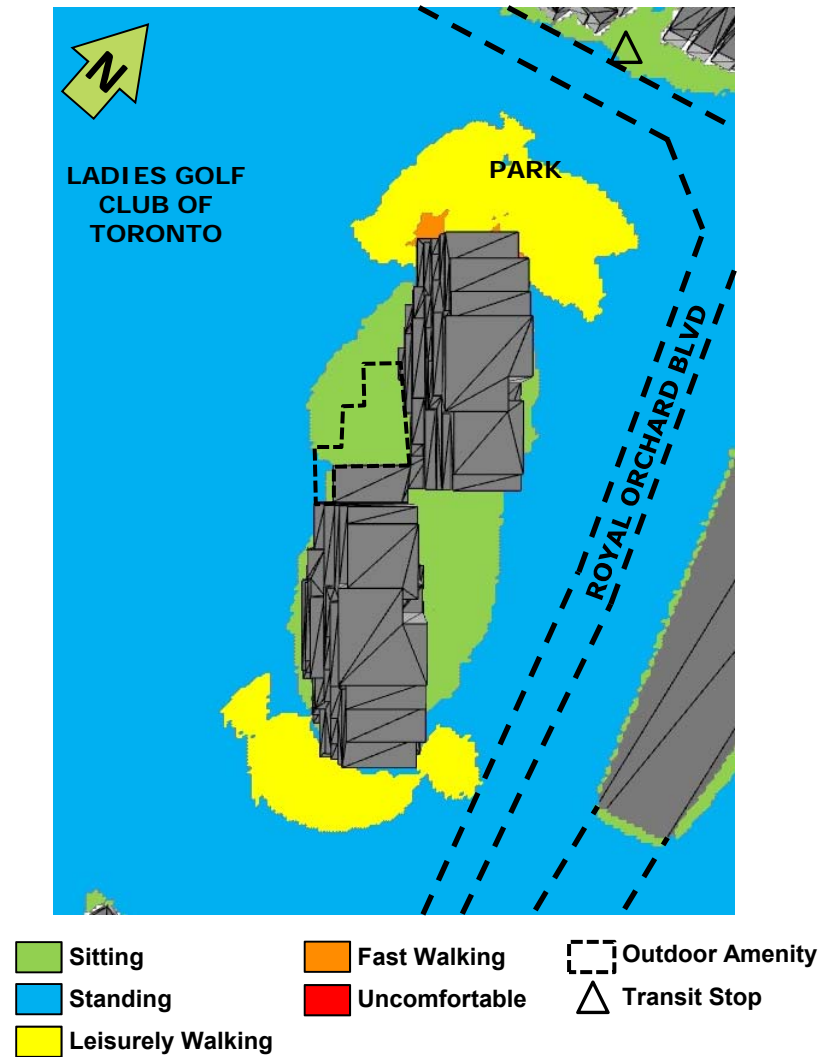 N
LADIES GOLF
CLUB OF
TORONTO
PARK
ROYAL ORCHARD BLVD
Sitting
Standing
Leisurely Walking
Fast Walking
Uncomfortable
Outdoor Amenity
Transit Stop